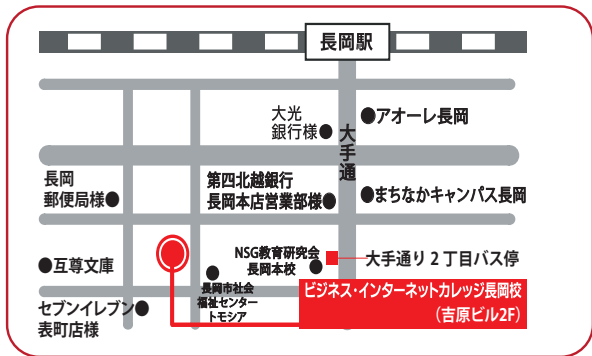 長岡駅
大光
銀行様
アオーレ長岡
大手通
長岡
郵便局様
第四北越銀行
長岡本店営業部様
まちなかキャンパス長岡
互尊文庫
NSG教育研究会
長岡本校
大手通り2丁目バス停
長岡市社会
福祉センター
トモシア
セブンイレブン
表町店様
ビジネス・インターネットカレッジ長岡校
(吉原ビル2F)